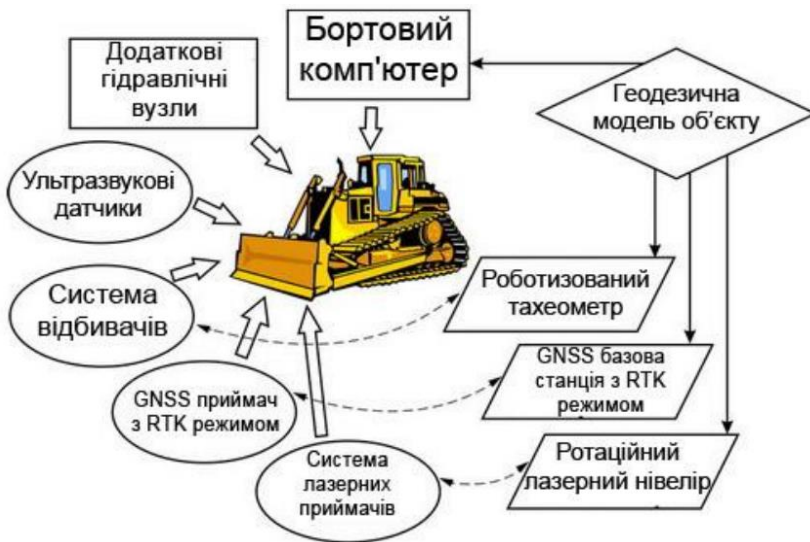 Додаткові
гідравлічні
вузли
Бортовий
комп'ютер
Геодезична
модель об'єкту
Ультразвукові
датчики
Система
відбивачів
Роботизований
тахеометр
GNSS приймач
з RTK режимом
GNSS базова
станція з RTK
режимом
Система
лазерних
приймачів
Ротаційний
лазерний нівелір